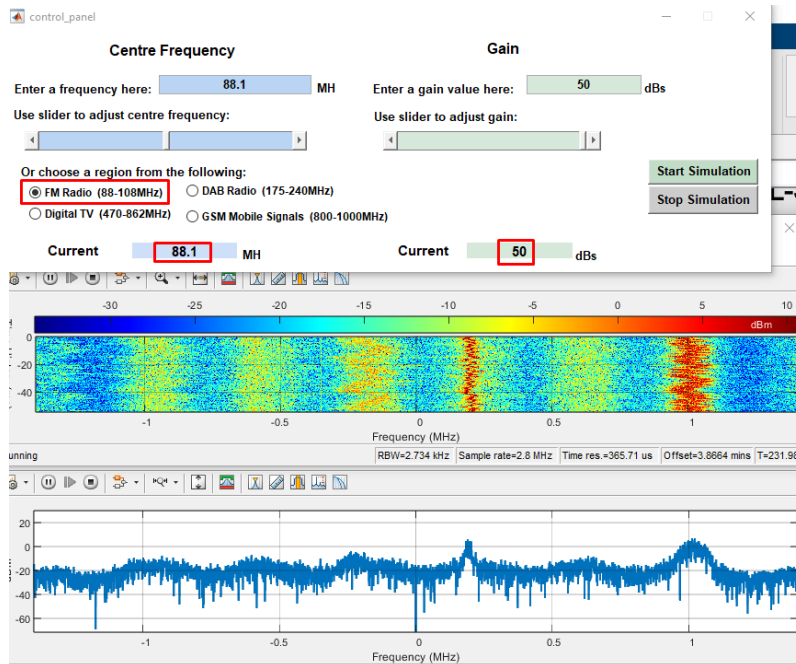 control_panel
Centre Frequency
Gain
Enter a frequency here: 88.1 MH
Enter a gain value here: 50 dBs
Use slider to adjust centre frequency:
Use slider to adjust gain:
Or choose a region from the following:
FM Radio (88-108MHz)
DAB Radio (175-240MHz)
Digital TV (470-862MHz)
GSM Mobile Signals (800-1000MHz)
Start Simulation
Stop Simulation
Current 88.1 MH
Current 50 dBs
-30 -25 -20 -15 -10 -5 0 5 10
dBm
0
-20
-40
-1 -0.5 0 0.5 1
Frequency (MHz)
unning
RBW=2.734 kHz Sample rate=2.8 MHz Time res.=365.71 us Offset=3.8664 mins T=231.98
20
0
-20
-40
-60
-1 -0.5 0 0.5 1
Frequency (MHz)